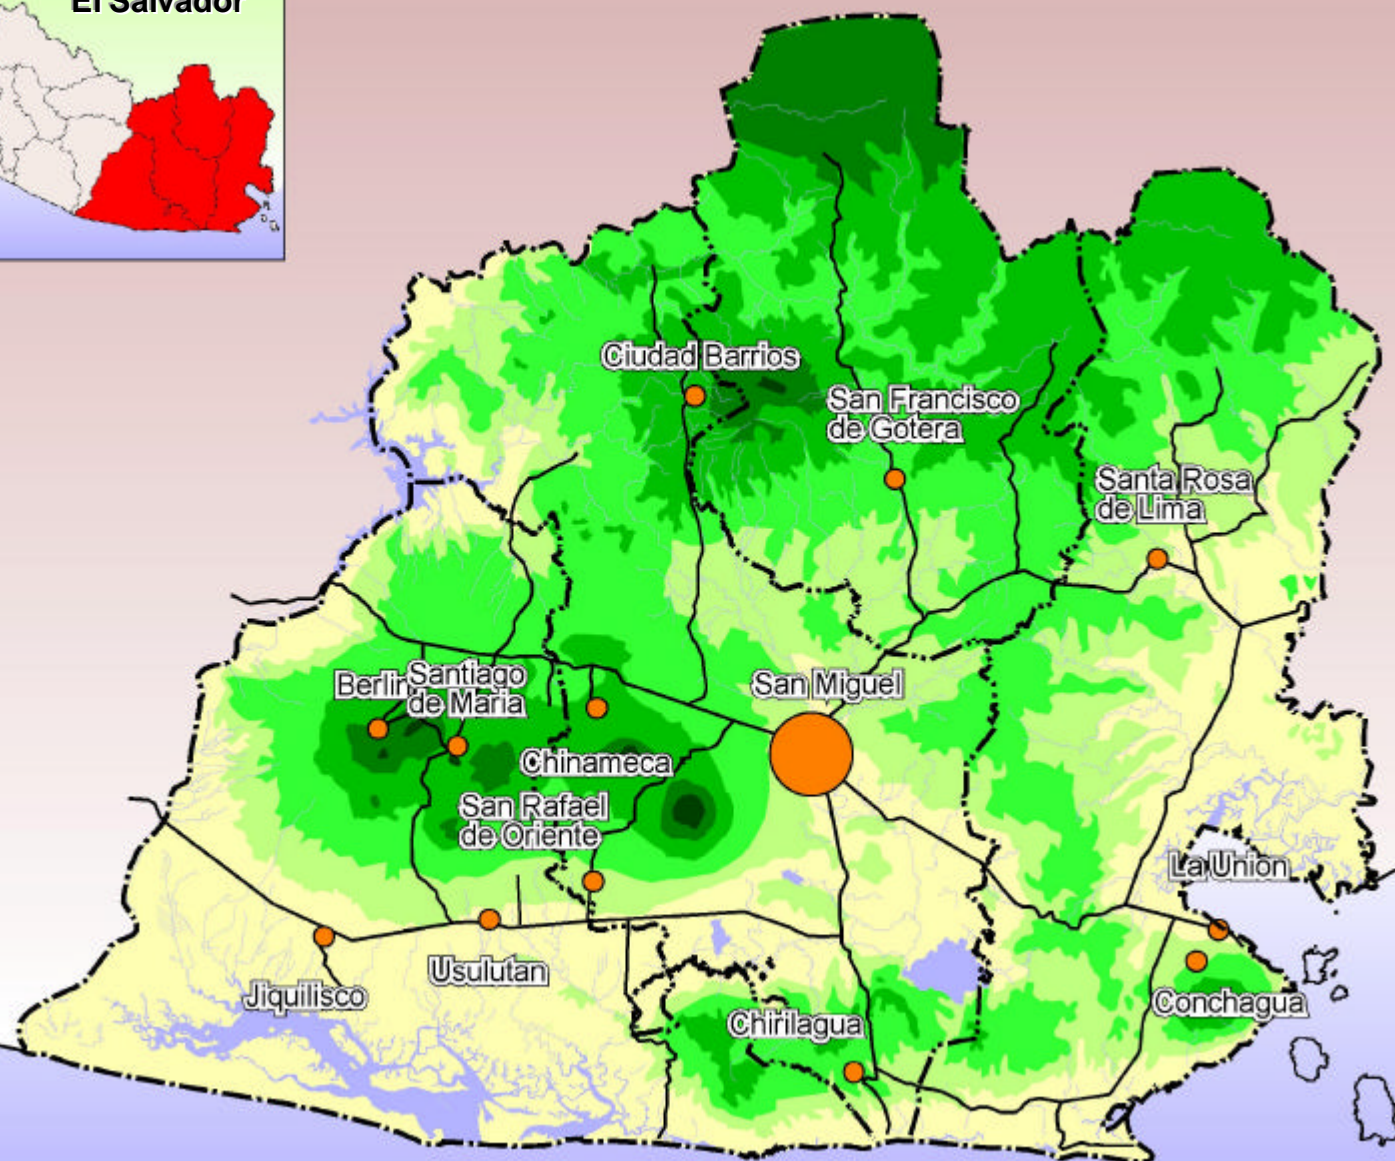 El Salvador
Ciudad Barrios
San Francisco
de Gotera
Santa Rosa
de Lima
Berlin
Santiago
de Maria
San Miguel
Chinameca
San Rafael
de Oriente
La Union
Usulutan
Jiquilisco
Conchagua
Chirilagua